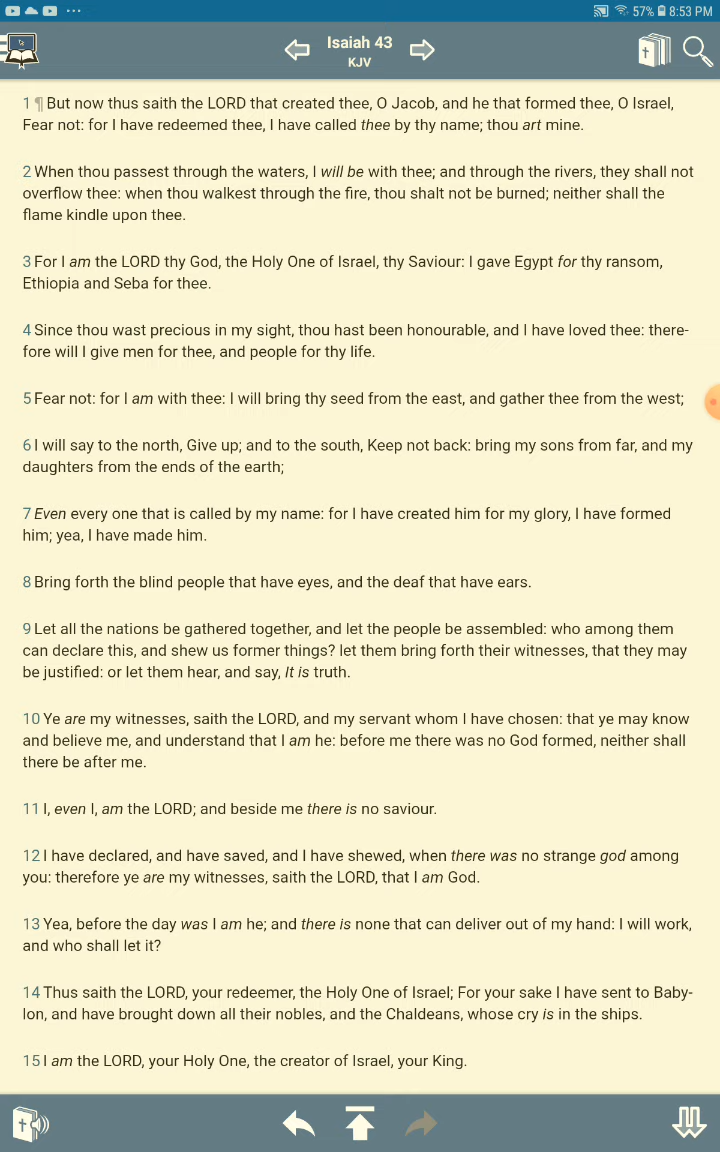 57% 8:53 PM
Isaiah 43
KJV
1 ¶ But now thus saith the LORD that created thee, O Jacob, and he that formed thee, O Israel,
Fear not: for I have redeemed thee, I have called thee by thy name; thou art mine.
2 When thou passest through the waters, I will be with thee; and through the rivers, they shall not
overflow thee: when thou walkest through the fire, thou shalt not be burned; neither shall the
flame kindle upon thee.
3 For I am the LORD thy God, the Holy One of Israel, thy Saviour: I gave Egypt for thy ransom,
Ethiopia and Seba for thee.
4 Since thou wast precious in my sight, thou hast been honourable, and I have loved thee: there-
fore will I give men for thee, and people for thy life.
5 Fear not: for I am with thee: I will bring thy seed from the east, and gather thee from the west;
6 I will say to the north, Give up; and to the south, Keep not back: bring my sons from far, and my
daughters from the ends of the earth;
7 Even every one that is called by my name: for I have created him for my glory, I have formed
him; yea, I have made him.
8 Bring forth the blind people that have eyes, and the deaf that have ears.
9 Let all the nations be gathered together, and let the people be assembled: who among them
can declare this, and shew us former things? let them bring forth their witnesses, that they may
be justified: or let them hear, and say, It is truth.
10 Ye are my witnesses, saith the LORD, and my servant whom I have chosen: that ye may know
and believe me, and understand that I am he: before me there was no God formed, neither shall
there be after me.
11 I, even I, am the LORD; and beside me there is no saviour.
12 I have declared, and have saved, and I have shewed, when there was no strange god among
you: therefore ye are my witnesses, saith the LORD, that I am God.
13 Yea, before the day was I am he; and there is none that can deliver out of my hand: I will work,
and who shall let it?
14 Thus saith the LORD, your redeemer, the Holy One of Israel; For your sake I have sent to Baby-
lon, and have brought down all their nobles, and the Chaldeans, whose cry is in the ships.
15 I am the LORD, your Holy One, the creator of Israel, your King.